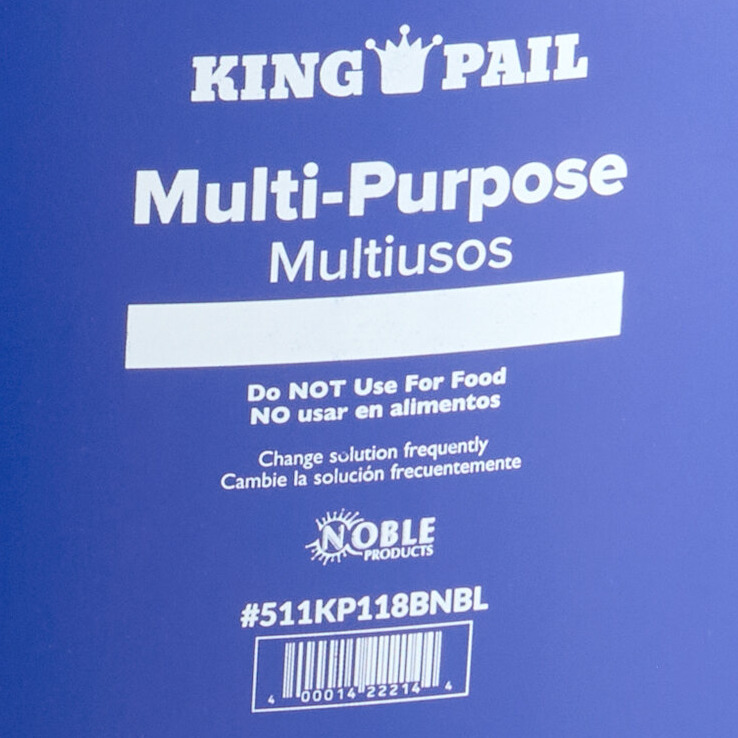 KING PAIL
Multi-Purpose
Multiusos
Do NOT Use For Food
NO usar en alimentos
Change solution frequently
Cambie la solución frecuentemente
NOBLE
PRODUCTS
#511KP118BNBL
4 00014 22214 4